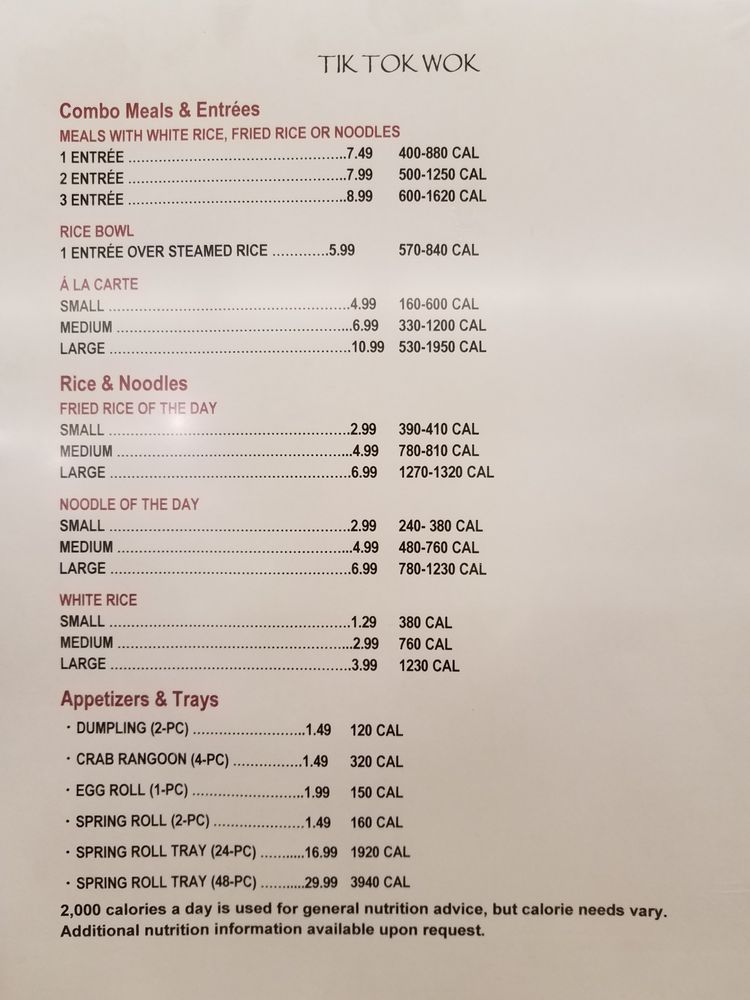 TIK TOK WOK
Combo Meals & Entrées
MEALS WITH WHITE RICE, FRIED RICE OR NOODLES
1 ENTRÉE ................................................7.49 400-880 CAL
2 ENTRÉE ................................................7.99 500-1250 CAL
3 ENTRÉE ................................................8.99 600-1620 CAL
RICE BOWL
1 ENTRÉE OVER STEAMED RICE .............5.99 570-840 CAL
Á LA CARTE
SMALL .....................................................4.99 160-600 CAL
MEDIUM ...................................................6.99 330-1200 CAL
LARGE .....................................................10.99 530-1950 CAL
Rice & Noodles
FRIED RICE OF THE DAY
SMALL .....................................................2.99 390-410 CAL
MEDIUM ...................................................4.99 780-810 CAL
LARGE .....................................................6.99 1270-1320 CAL
NOODLE OF THE DAY
SMALL .....................................................2.99 240- 380 CAL
MEDIUM ...................................................4.99 480-760 CAL
LARGE .....................................................6.99 780-1230 CAL
WHITE RICE
SMALL .....................................................1.29 380 CAL
MEDIUM ...................................................2.99 760 CAL
LARGE .....................................................3.99 1230 CAL
Appetizers & Trays
· DUMPLING (2-PC) .........................1.49 120 CAL
· CRAB RANGOON (4-PC) ...............1.49 320 CAL
· EGG ROLL (1-PC) .........................1.99 150 CAL
· SPRING ROLL (2-PC) ....................1.49 160 CAL
· SPRING ROLL TRAY (24-PC) ..........16.99 1920 CAL
· SPRING ROLL TRAY (48-PC) ..........29.99 3940 CAL
2,000 calories a day is used for general nutrition advice, but calorie needs vary.
Additional nutrition information available upon request.